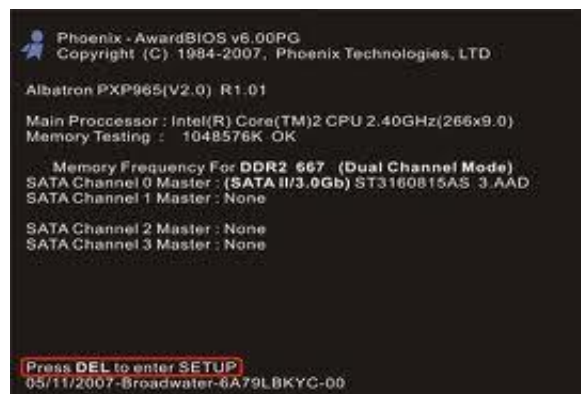 Phoenix - AwardBIOS v6.00PG
Copyright (C) 1984-2007, Phoenix Technologies, LTD
Albatron PXP965(V2.0) R1.01
Main Proccessor : Intel(R) Core(TM)2 CPU 2.40GHz(266x9.0)
Memory Testing : 1048576K OK
Memory Frequency For DDR2 667 (Dual Channel Mode)
SATA Channel 0 Master : (SATA II/3.0Gb) ST3160815AS 3.AAD
SATA Channel 1 Master : None
SATA Channel 2 Master : None
SATA Channel 3 Master : None
Press DEL to enter SETUP
05/11/2007-Broadwater-6A79LBKYC-00